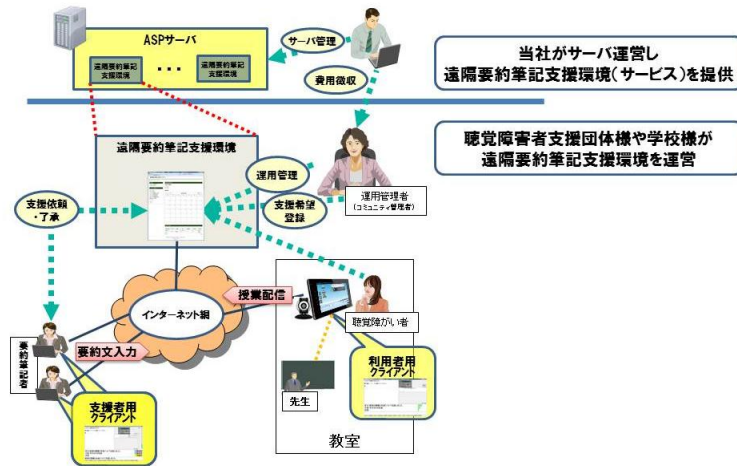 ASPサーバ
遠隔要約筆記
支援環境
・・・
遠隔要約筆記
支援環境
サーバ管理
費用徴収
当社がサーバ運営し
遠隔要約筆記支援環境(サービス)を提供
聴覚障害者支援団体様や学校様が
遠隔要約筆記支援環境を運営
遠隔要約筆記支援環境
運用管理
支援希望
登録
運用管理者
(コミュニティ管理者)
支援依頼
・了承
インターネット網
授業配信
聴覚障がい者
要約筆記者
要約文入力
支援者用
クライアント
先生
利用者用
クライアント
教室